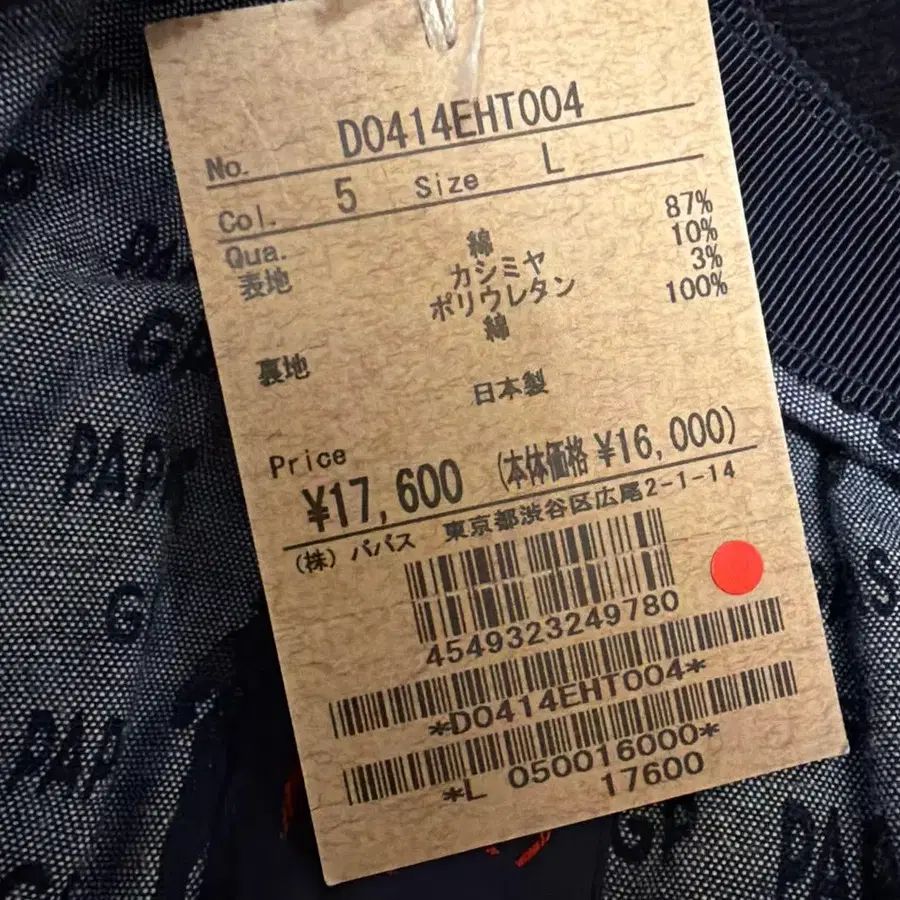 No. D0414EHT004
Col. 5 Size L
Qua.
表地 綿 87%
カシミヤ 10%
ポリウレタン 3%
裏地 綿 100%
日本製
Price
¥17,600 (本体価格 ¥16,000)
(株) パパス 東京都渋谷区広尾2-1-14
4549323249780
*D0414EHT004*
*L 050016000*
17600